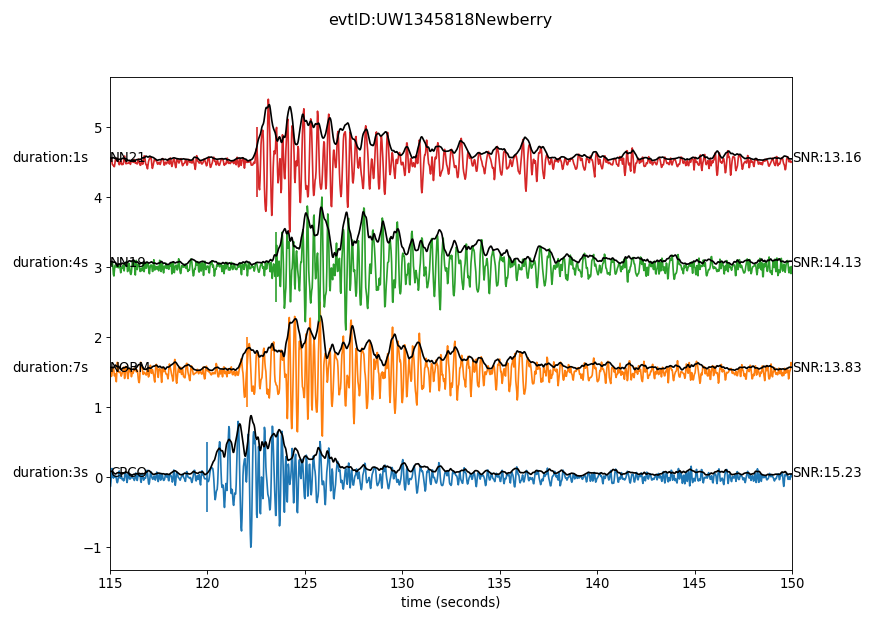 evtID:UW1345818Newberry
5
duration:1s NN21 SNR:13.16
4
duration:4s 3 NN19 SNR:14.13
2
duration:7s NORM SNR:13.83
1
duration:3s 0 CPCO SNR:15.23
−1
115 120 125 130 135 140 145 150
time (seconds)